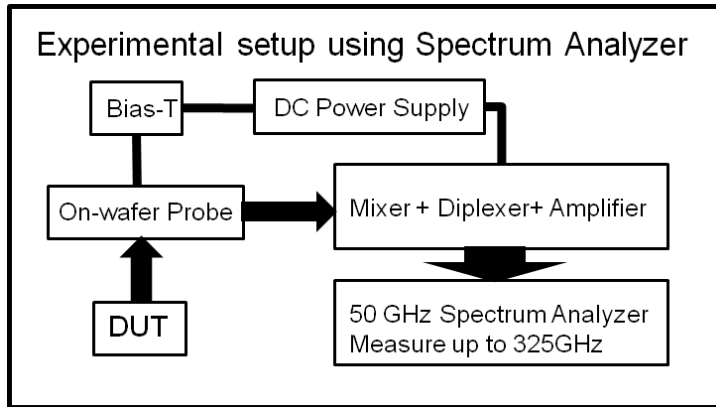 Experimental setup using Spectrum Analyzer
Bias-T
DC Power Supply
On-wafer Probe
Mixer + Diplexer+ Amplifier
DUT
50 GHz Spectrum Analyzer
Measure up to 325GHz